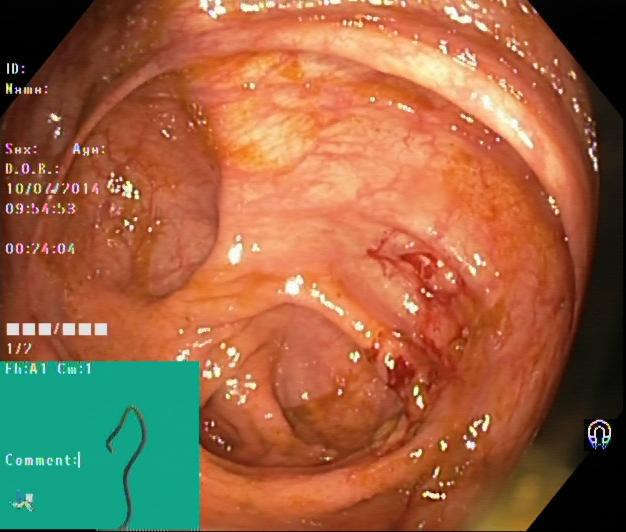 ID:
Name:
Sex: Age:
D.O.B.:
10/07/2014
09:54:53
00:24:04
■■■/■■■
1/2
Eh:A1 Cm:1
Comment: